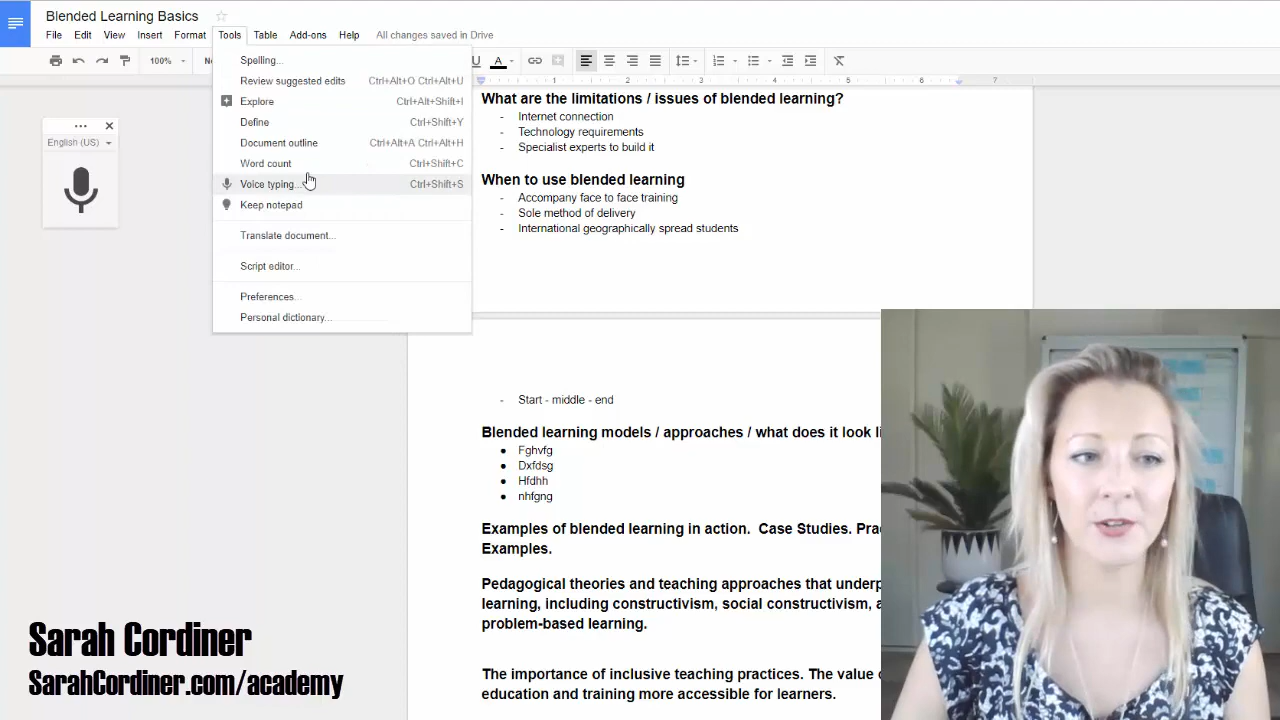 Blended Learning Basics
File Edit View Insert Format Tools Table Add-ons Help All changes saved in Drive
100%
U A
1 2 3 4 5 6 7
Spelling...
Review suggested edits Ctrl+Alt+O Ctrl+Alt+U
Explore Ctrl+Alt+Shift+I
Define Ctrl+Shift+Y
Document outline Ctrl+Alt+A Ctrl+Alt+H
Word count Ctrl+Shift+C
Voice typing... Ctrl+Shift+S
Keep notepad
Translate document...
Script editor...
Preferences...
Personal dictionary...
English (US)
What are the limitations / issues of blended learning?
- Internet connection
- Technology requirements
- Specialist experts to build it
When to use blended learning
- Accompany face to face training
- Sole method of delivery
- International geographically spread students
- Start - middle - end
Blended learning models / approaches / what does it look
● Fghvfg
● Dxfdsg
● Hfdhh
● nhfgng
Examples of blended learning in action. Case Studies.
Examples.
Pedagogical theories and teaching approaches that
learning, including constructivism, social constructivism,
problem-based learning.
The importance of inclusive teaching practices. The value
education and training more accessible for learners.
Sarah Cordiner
SarahCordiner.com/academy